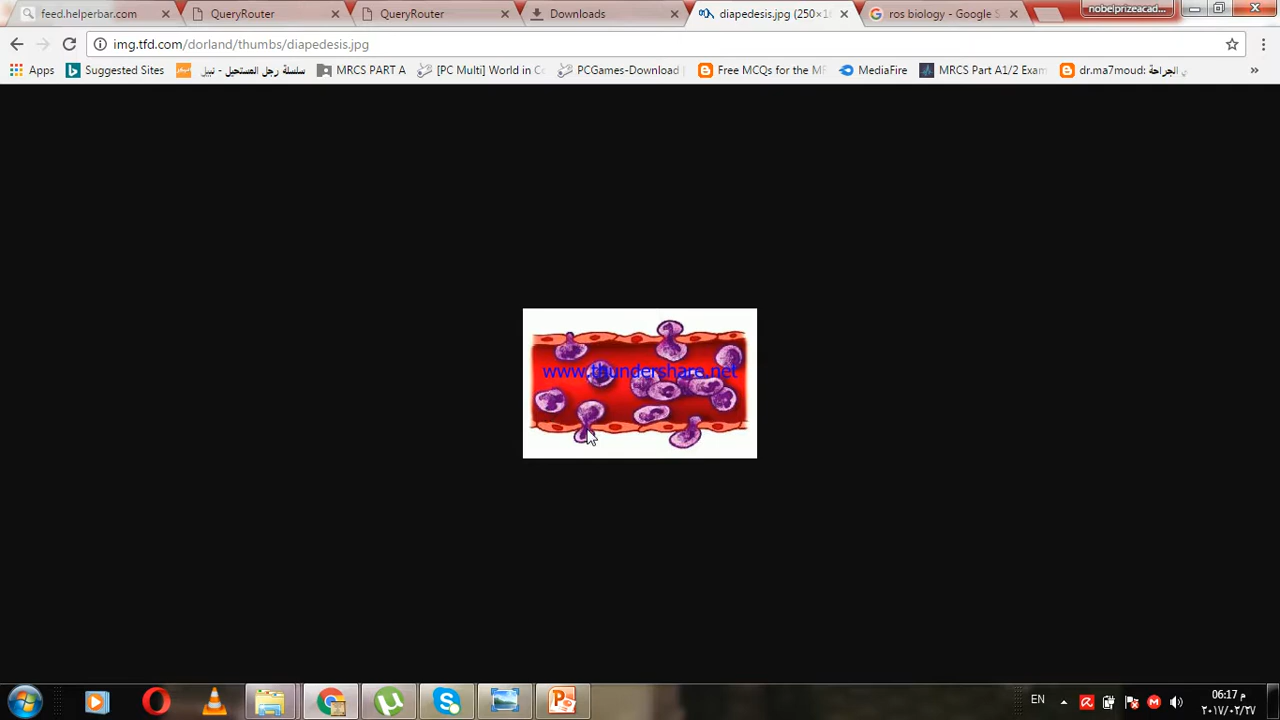 feed.helperbar.com
QueryRouter
QueryRouter
Downloads
diapedesis.jpg (250×1
ros biology - Google S
nobelprizeacad...
img.tfd.com/dorland/thumbs/diapedesis.jpg
Apps
Suggested Sites
سلسلة رجل المستحيل - نبيل
MRCS PART A
[PC Multi] World in C
PCGames-Download
Free MCQs for the MR
MediaFire
MRCS Part A1/2 Exam
dr.ma7moud: ي الجراحة
»
www.thundershare.net
EN
06:17 م
٢٠١٧/٠٢/٢٧